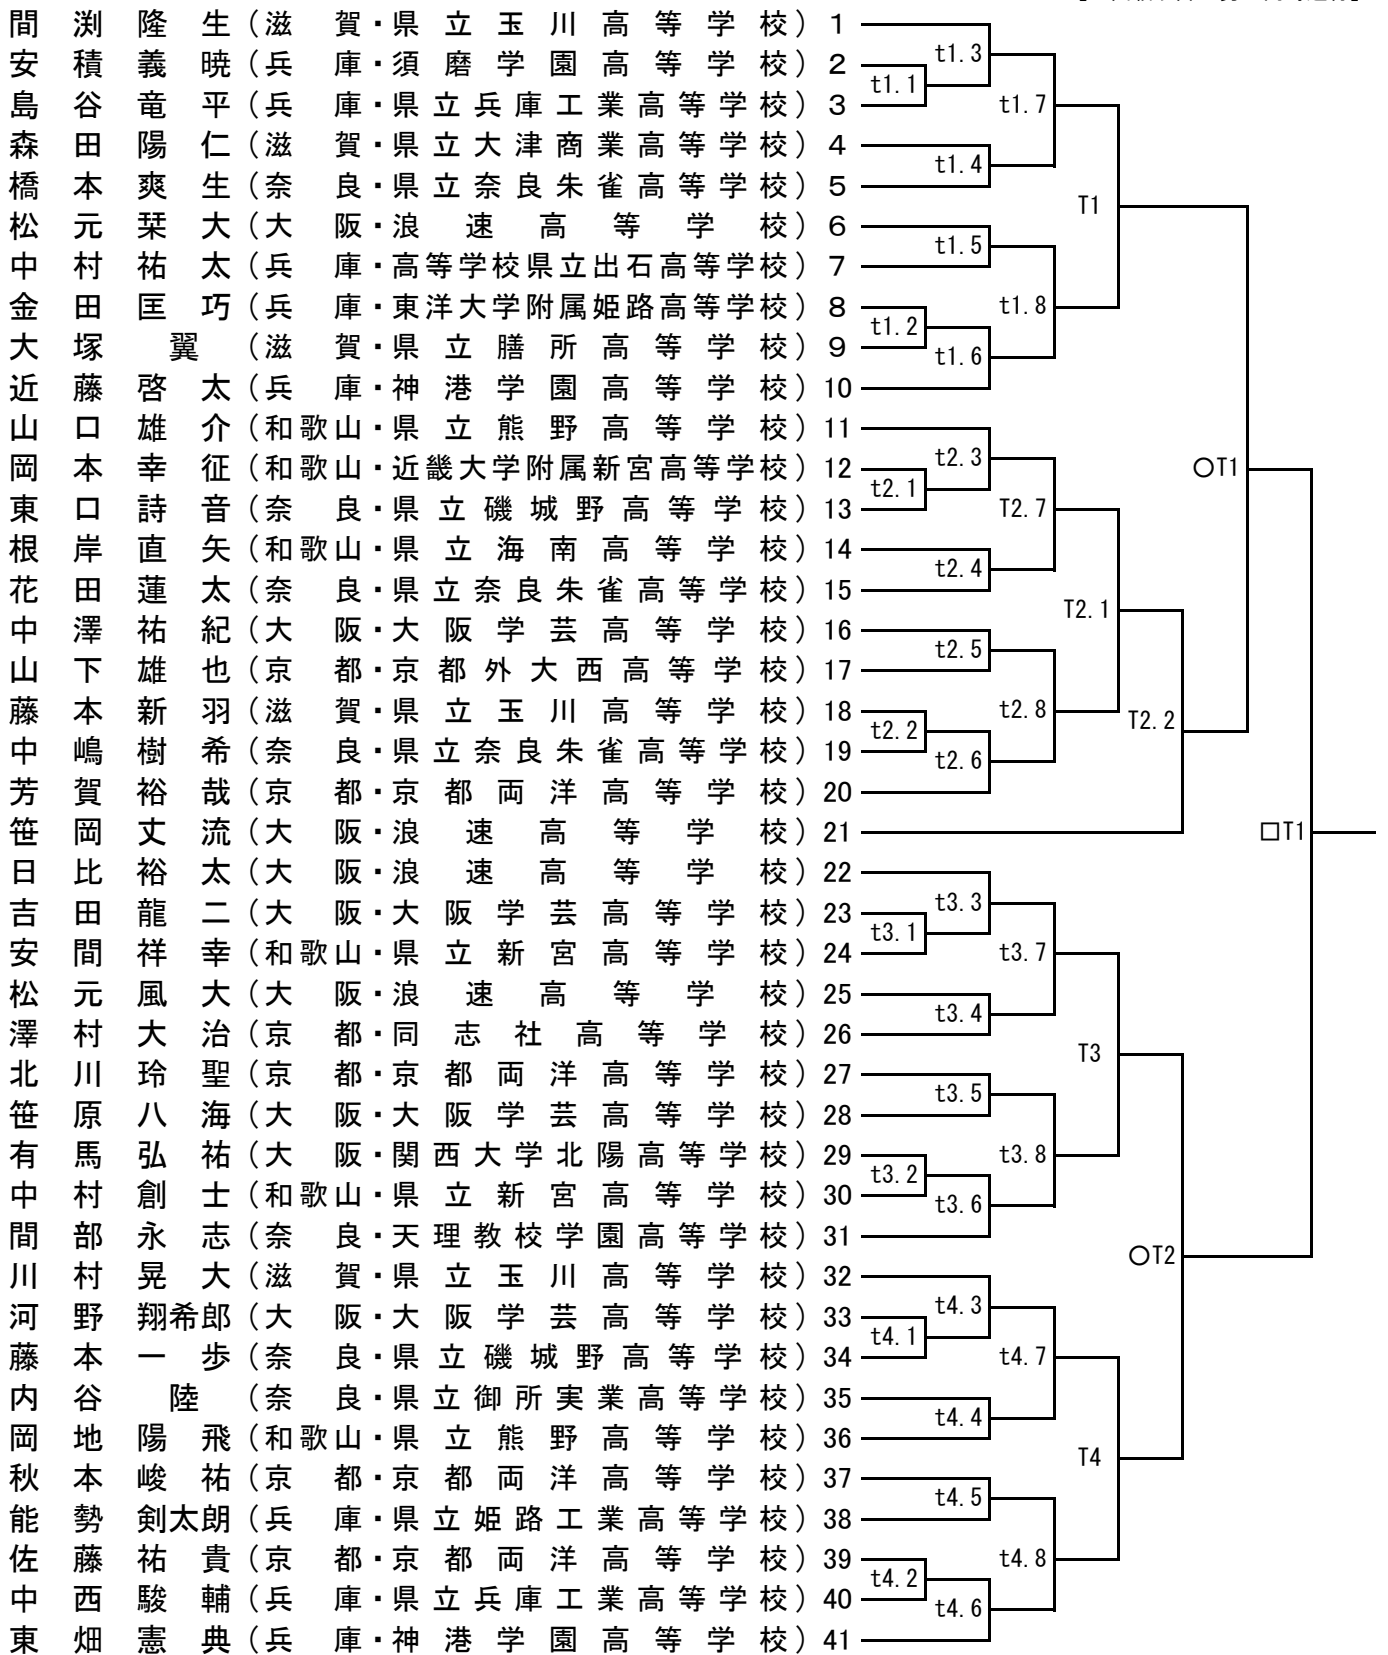 間渕隆生(滋賀・県立玉川高等学校) 1
安積義暁(兵庫・須磨学園高等学校) 2
島谷竜平(兵庫・県立兵庫工業高等学校) 3
森田陽仁(滋賀・県立大津商業高等学校) 4
橋本爽生(奈良・県立奈良朱雀高等学校) 5
松元栞大(大阪・浪速高等学校) 6
中村祐太(兵庫・高等学校県立出石高等学校) 7
金田匡巧(兵庫・東洋大学附属姫路高等学校) 8
大塚翼(滋賀・県立膳所高等学校) 9
近藤啓太(兵庫・神港学園高等学校) 10
山口雄介(和歌山・県立熊野高等学校) 11
岡本幸征(和歌山・近畿大学附属新宮高等学校) 12
東口詩音(奈良・県立磯城野高等学校) 13
根岸直矢(和歌山・県立海南高等学校) 14
花田蓮太(奈良・県立奈良朱雀高等学校) 15
中澤祐紀(大阪・大阪学芸高等学校) 16
山下雄也(京都・京都外大西高等学校) 17
藤本新羽(滋賀・県立玉川高等学校) 18
中嶋樹希(奈良・県立奈良朱雀高等学校) 19
芳賀裕哉(京都・京都両洋高等学校) 20
笹岡丈流(大阪・浪速高等学校) 21
日比裕太(大阪・浪速高等学校) 22
吉田龍二(大阪・大阪学芸高等学校) 23
安間祥幸(和歌山・県立新宮高等学校) 24
松元風大(大阪・浪速高等学校) 25
澤村大治(京都・同志社高等学校) 26
北川玲聖(京都・京都両洋高等学校) 27
笹原八海(大阪・大阪学芸高等学校) 28
有馬弘祐(大阪・関西大学北陽高等学校) 29
中村創士(和歌山・県立新宮高等学校) 30
間部永志(奈良・天理教校学園高等学校) 31
川村晃大(滋賀・県立玉川高等学校) 32
河野翔希郎(大阪・大阪学芸高等学校) 33
藤本一歩(奈良・県立磯城野高等学校) 34
内谷陸(奈良・県立御所実業高等学校) 35
岡地陽飛(和歌山・県立熊野高等学校) 36
秋本峻祐(京都・京都両洋高等学校) 37
能勢剣太朗(兵庫・県立姫路工業高等学校) 38
佐藤祐貴(京都・京都両洋高等学校) 39
中西駿輔(兵庫・県立兵庫工業高等学校) 40
東畑憲典(兵庫・神港学園高等学校) 41
t1.1
t1.2
t2.1
t2.2
t3.1
t3.2
t4.1
t4.2
t1.3
t1.4
t1.5
t1.6
t2.3
t2.4
t2.5
t2.6
t3.3
t3.4
t3.5
t3.6
t4.3
t4.4
t4.5
t4.6
t1.7
t1.8
T2.7
t2.8
t3.7
t3.8
t4.7
t4.8
T1
T2.1
T3
T4
T2.2
○T2
○T1
□T1